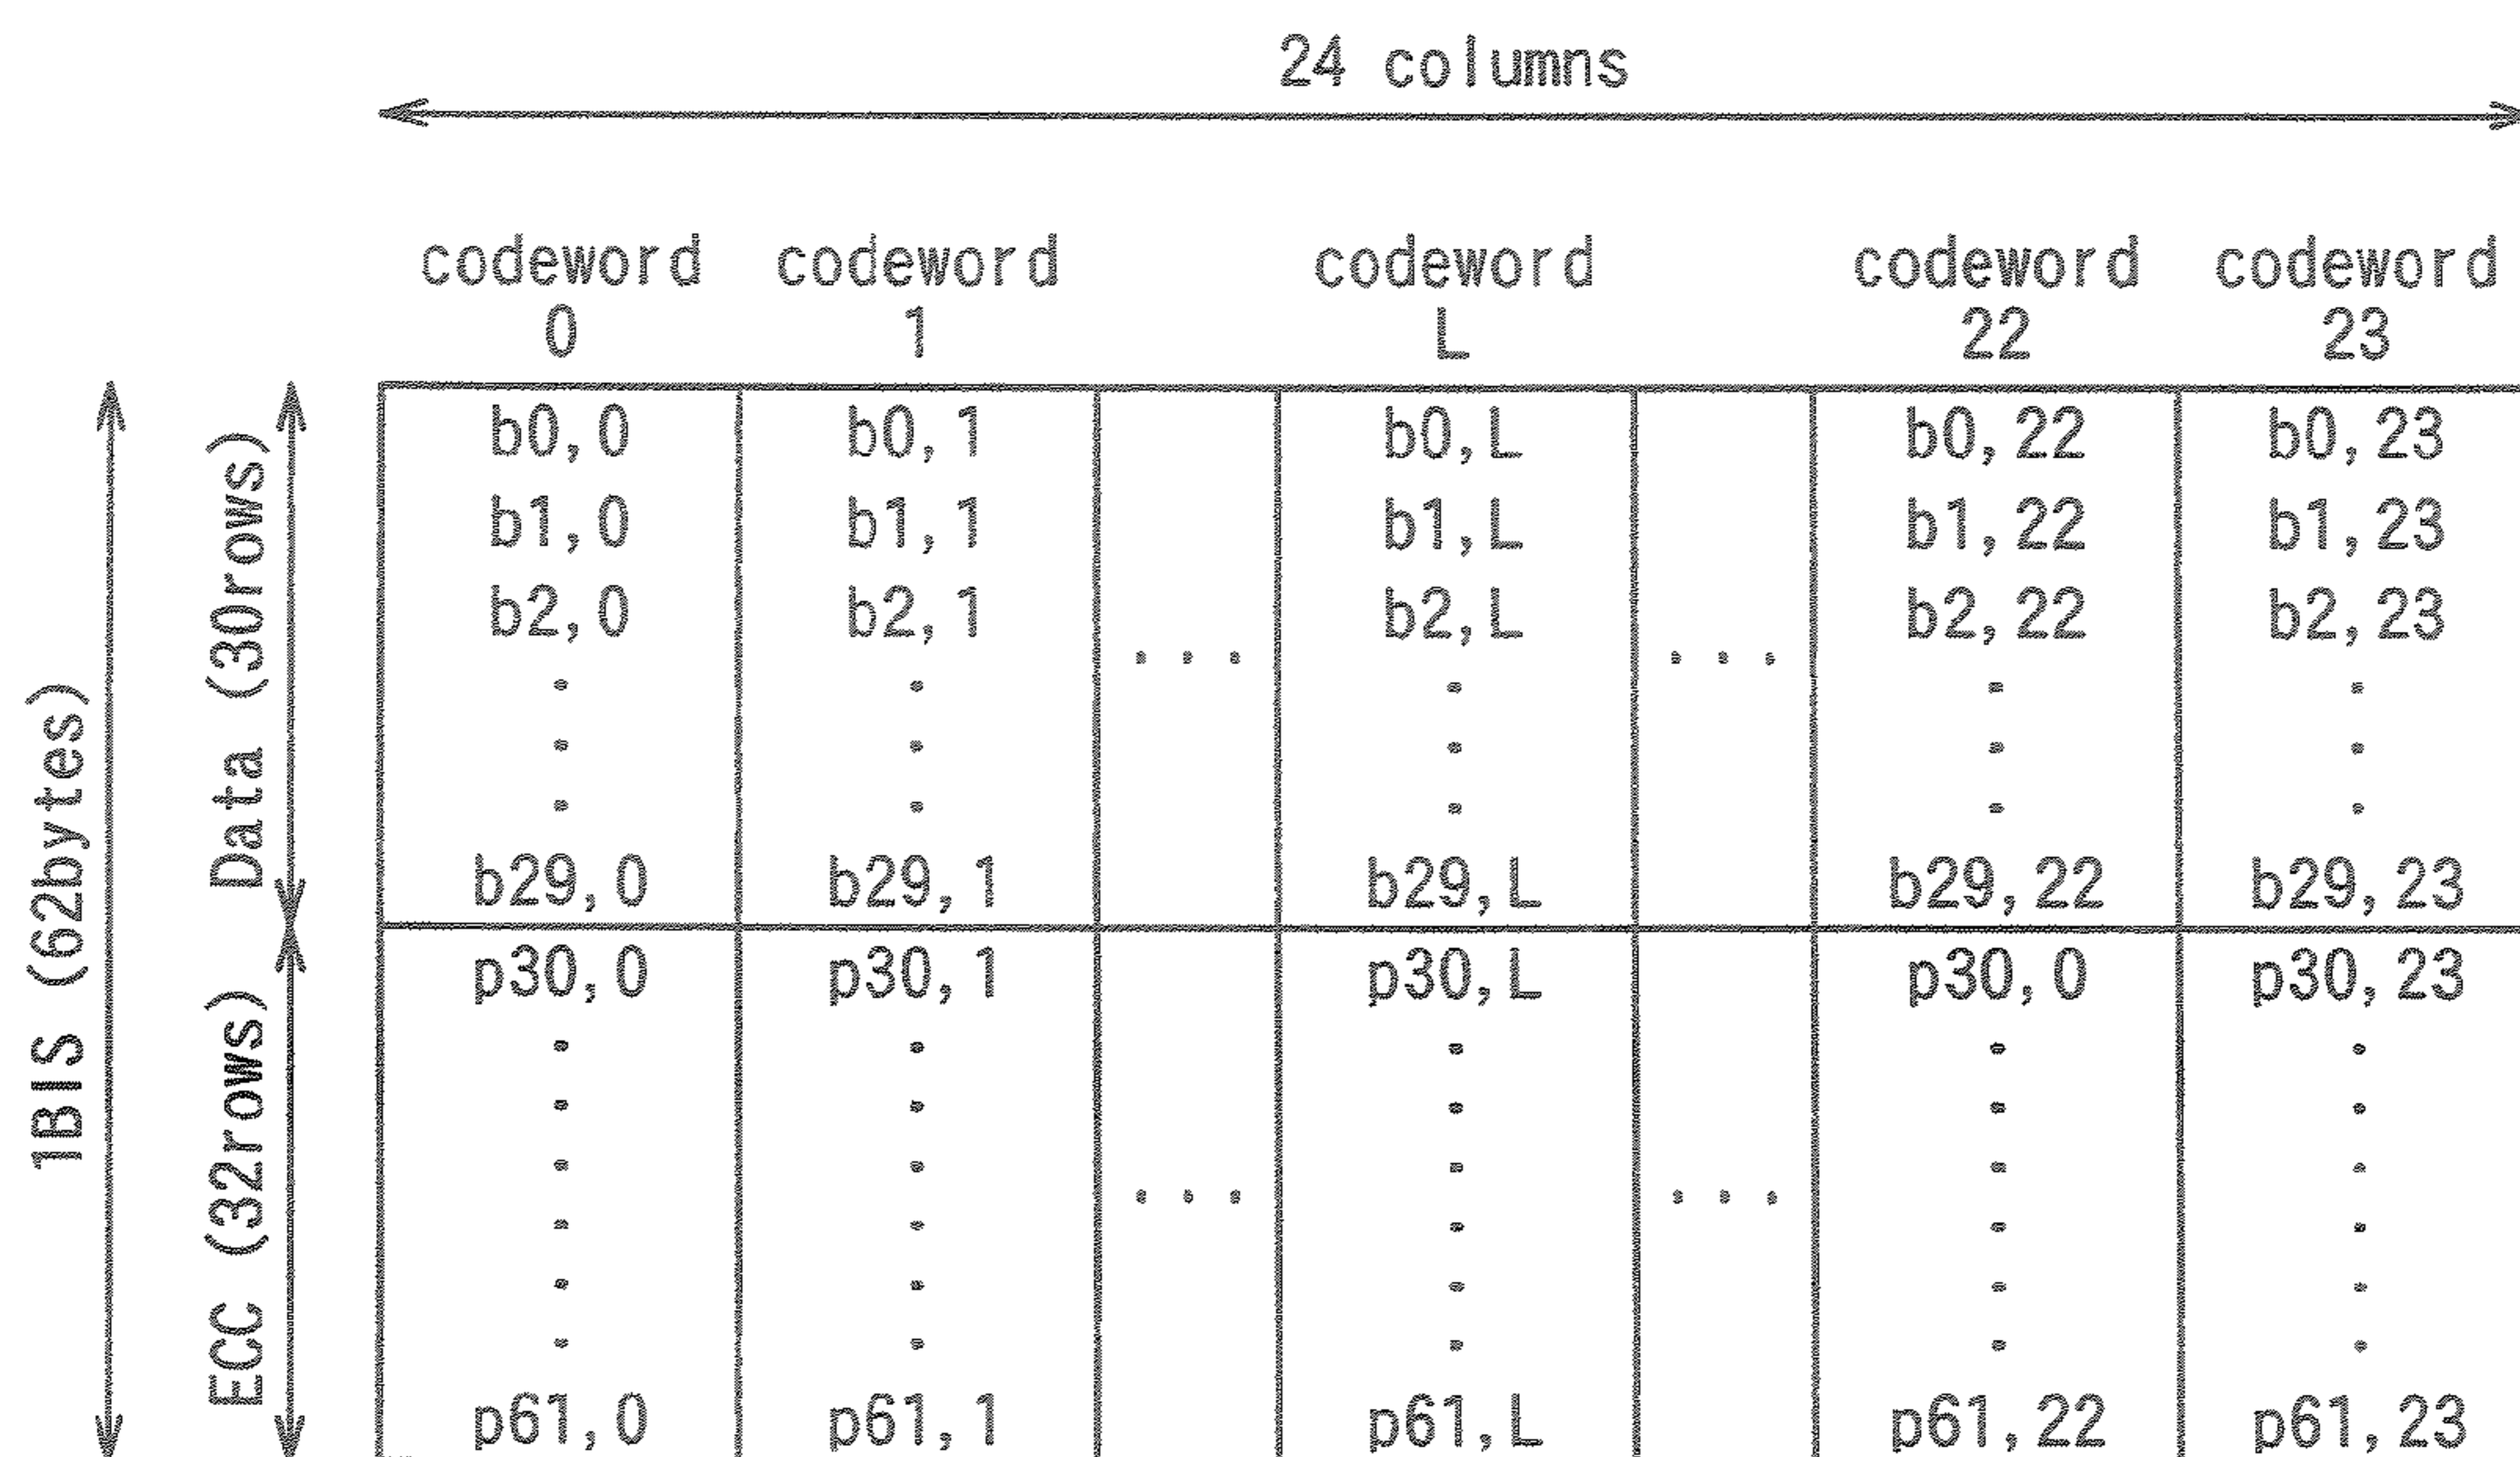 24 columns
codeword codeword codeword codeword codeword
0 1 L 22 23
b0,0 b0,1 b0,L b0,22 b0,23
b1,0 b1,1 b1,L b1,22 b1,23
b2,0 b2,1 b2,L b2,22 b2,23
... ...
b29,0 b29,1 b29,L b29,22 b29,23
p30,0 p30,1 p30,L p30,0 p30,23
... ...
p61,0 p61,1 p61,L p61,22 p61,23
1BIS (62bytes)
Data (30rows)
ECC (32rows)